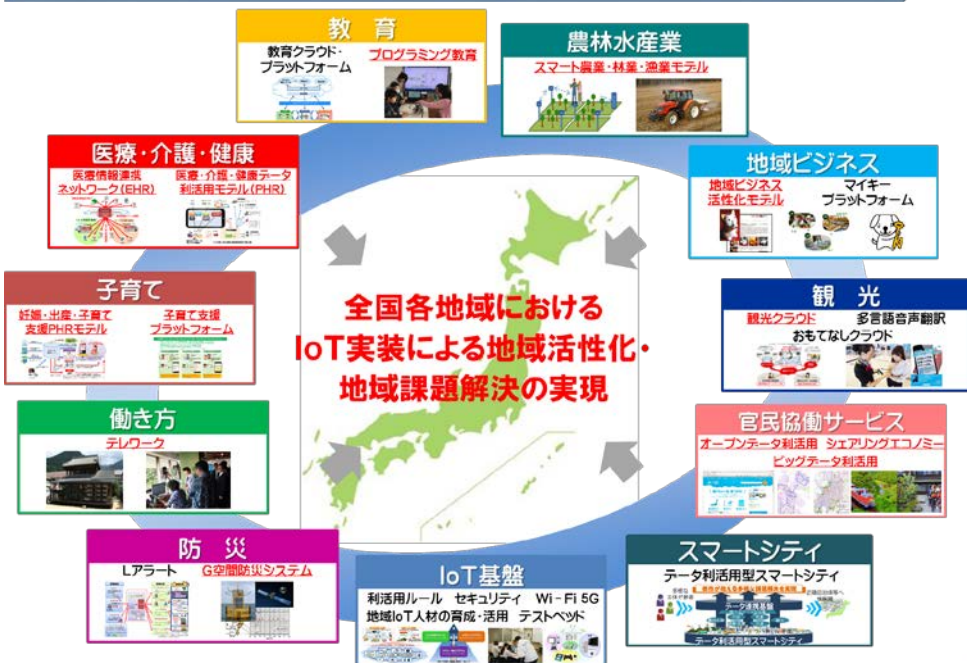 教　育
教育クラウド・
プラットフォーム
プログラミング教育
農林水産業
スマート農業・林業・漁業モデル
医療・介護・健康
医療情報連携
ネットワーク(EHR)
医療・介護・健康データ
利活用モデル(PHR)
地域ビジネス
地域ビジネス
活性化モデル
マイキー
プラットフォーム
子育て
妊娠・出産・子育て
支援PHRモデル
子育て支援
プラットフォーム
全国各地域における
IoT実装による地域活性化・
地域課題解決の実現
観　光
観光クラウド　多言語音声翻訳
おもてなしクラウド
働き方
テレワーク
官民協働サービス
オープンデータ利活用　シェアリングエコノミー
ビッグデータ利活用
防　災
Lアラート　G空間防災システム
IoT基盤
利活用ルール　セキュリティ　Wi-Fi 5G
地域IoT人材の育成・活用　テストベッド
スマートシティ
データ利活用型スマートシティ
データ連携基盤
データ利活用型スマートシティ